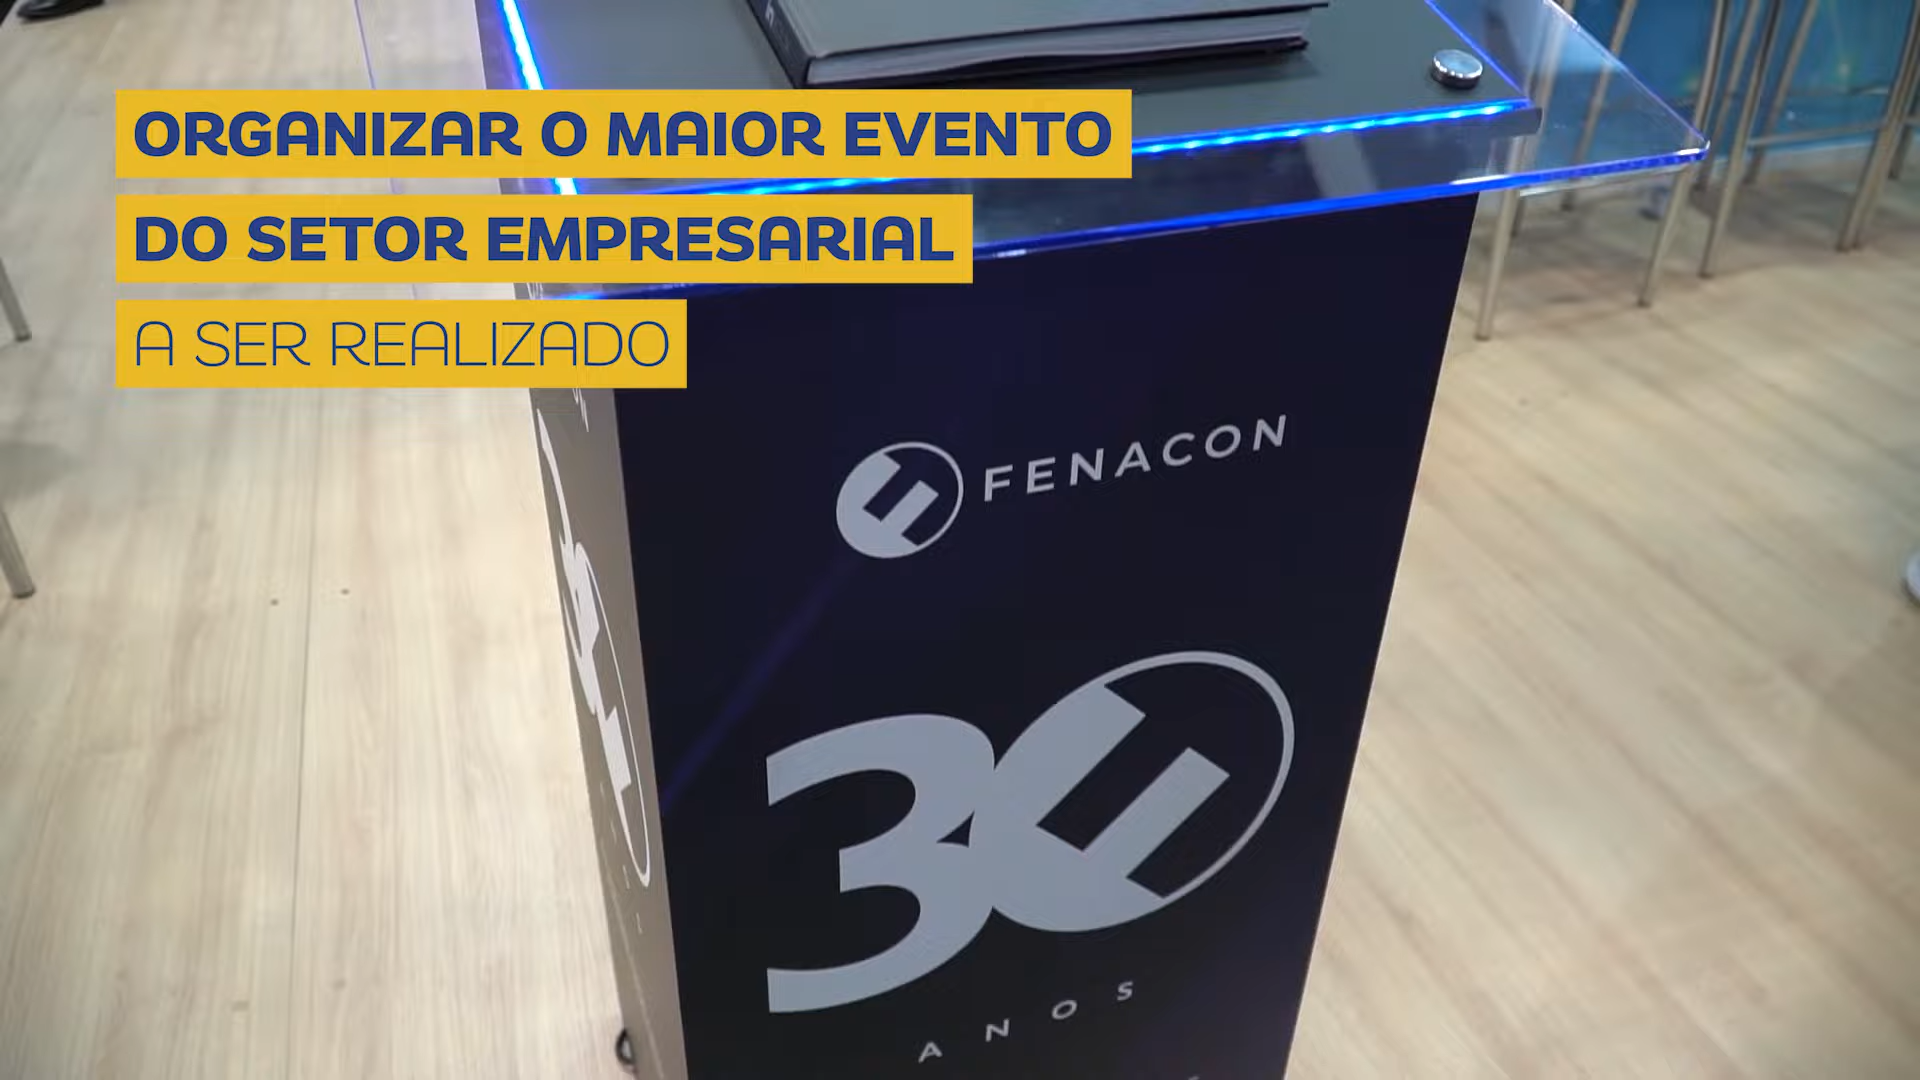 ORGANIZAR O MAIOR EVENTO
DO SETOR EMPRESARIAL
A SER REALIZADO
FENACON
30
ANOS